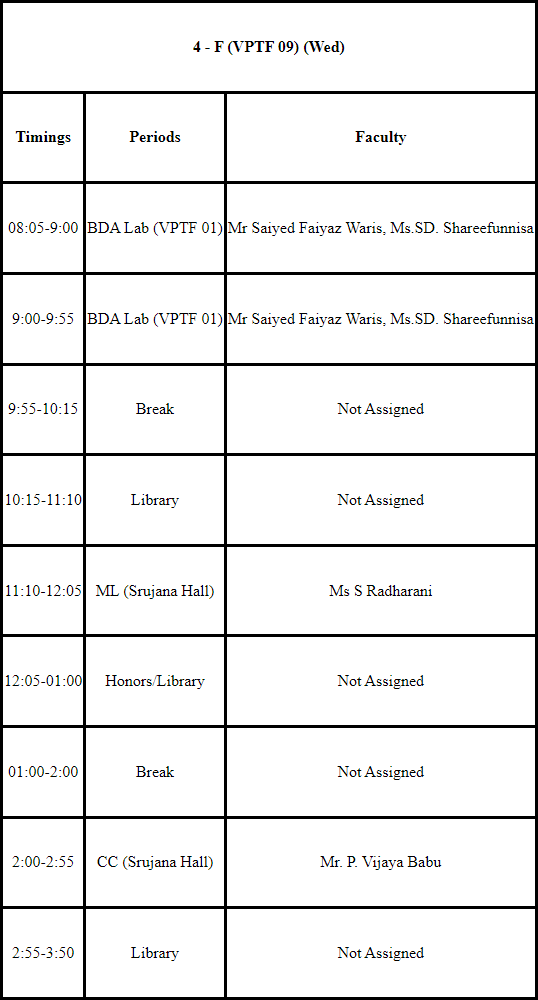 4 - F (VPTF 09) (Wed)
Timings Periods Faculty
08:05-9:00 BDA Lab (VPTF 01) Mr Saiyed Faiyaz Waris, Ms.SD. Shareefunnisa
9:00-9:55 BDA Lab (VPTF 01) Mr Saiyed Faiyaz Waris, Ms.SD. Shareefunnisa
9:55-10:15 Break Not Assigned
10:15-11:10 Library Not Assigned
11:10-12:05 ML (Srujana Hall) Ms S Radharani
12:05-01:00 Honors/Library Not Assigned
01:00-2:00 Break Not Assigned
2:00-2:55 CC (Srujana Hall) Mr. P. Vijaya Babu
2:55-3:50 Library Not Assigned